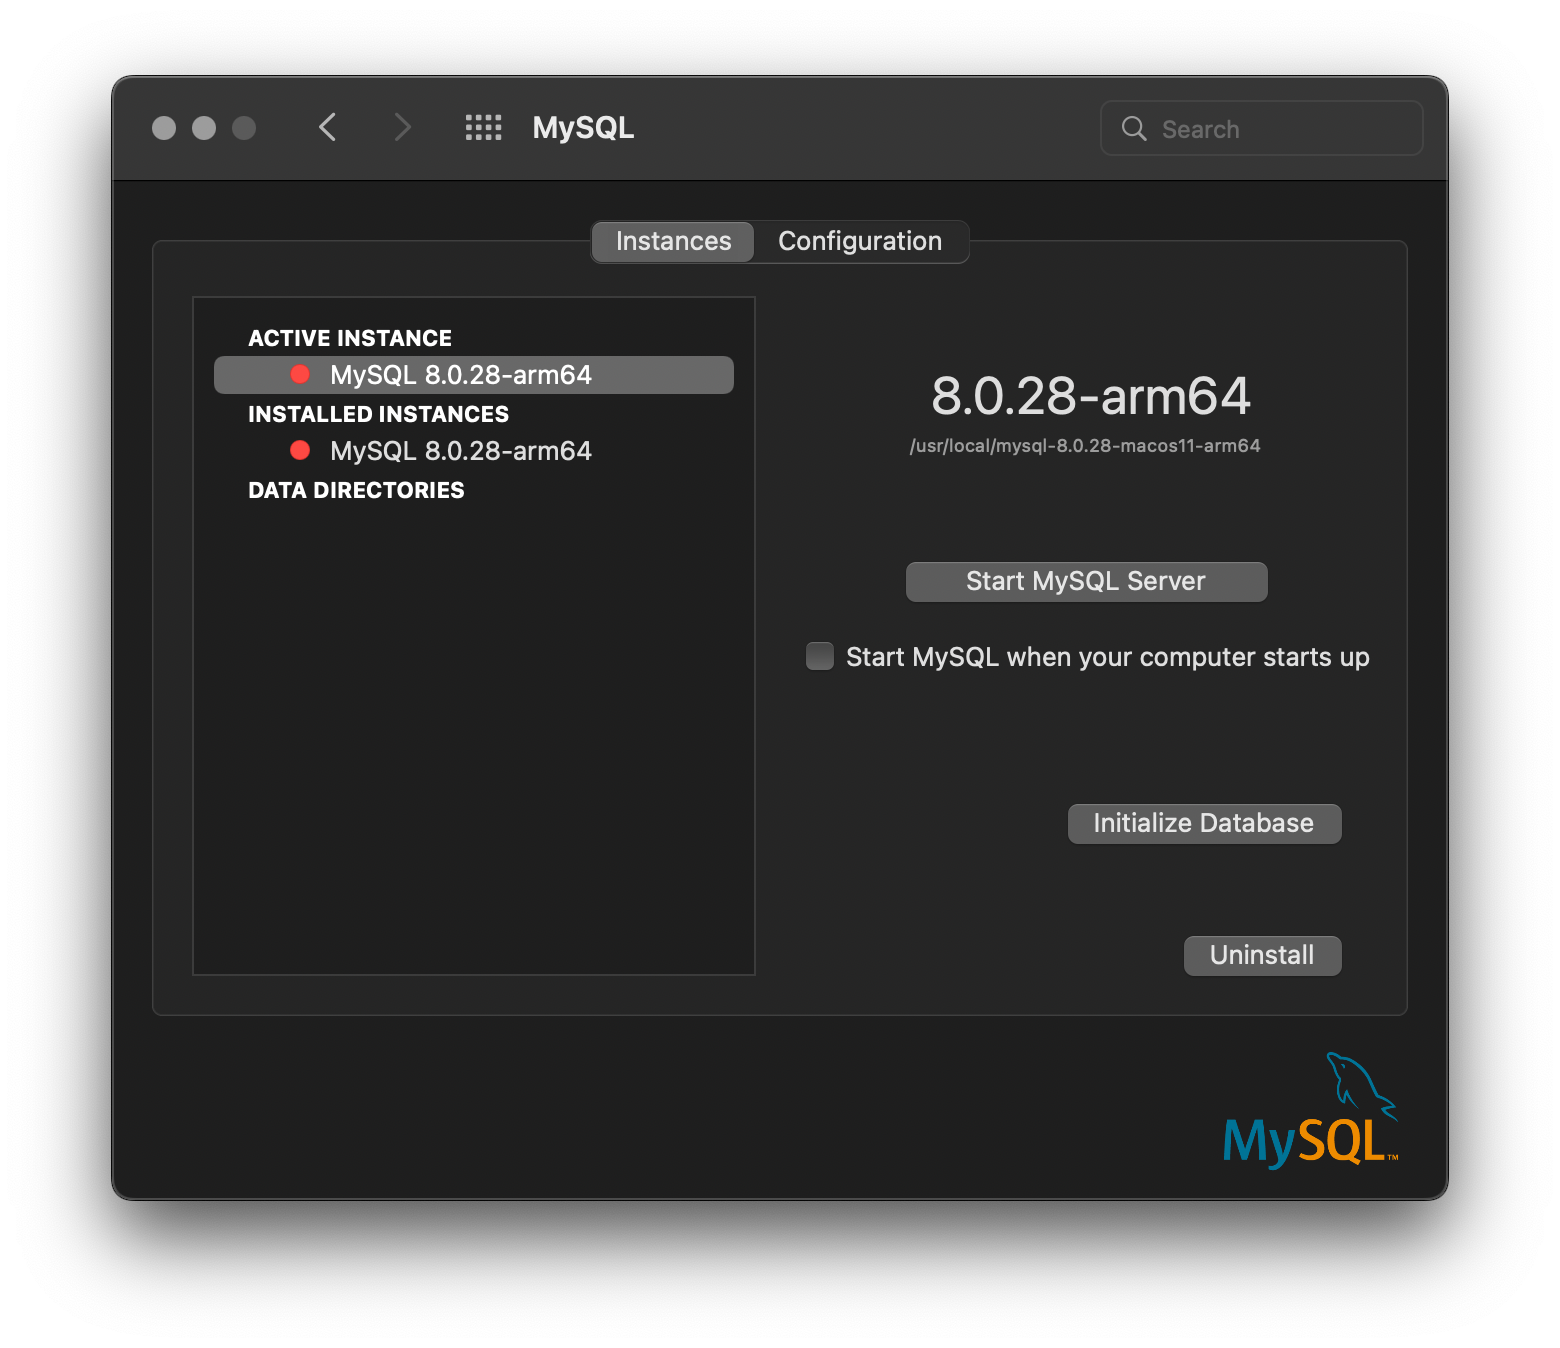 MySQL
Search
Instances
Configuration
ACTIVE INSTANCE
MySQL 8.0.28-arm64
INSTALLED INSTANCES
MySQL 8.0.28-arm64
DATA DIRECTORIES
8.0.28-arm64
/usr/local/mysql-8.0.28-macos11-arm64
Start MySQL Server
Start MySQL when your computer starts up
Initialize Database
Uninstall
MySQL™